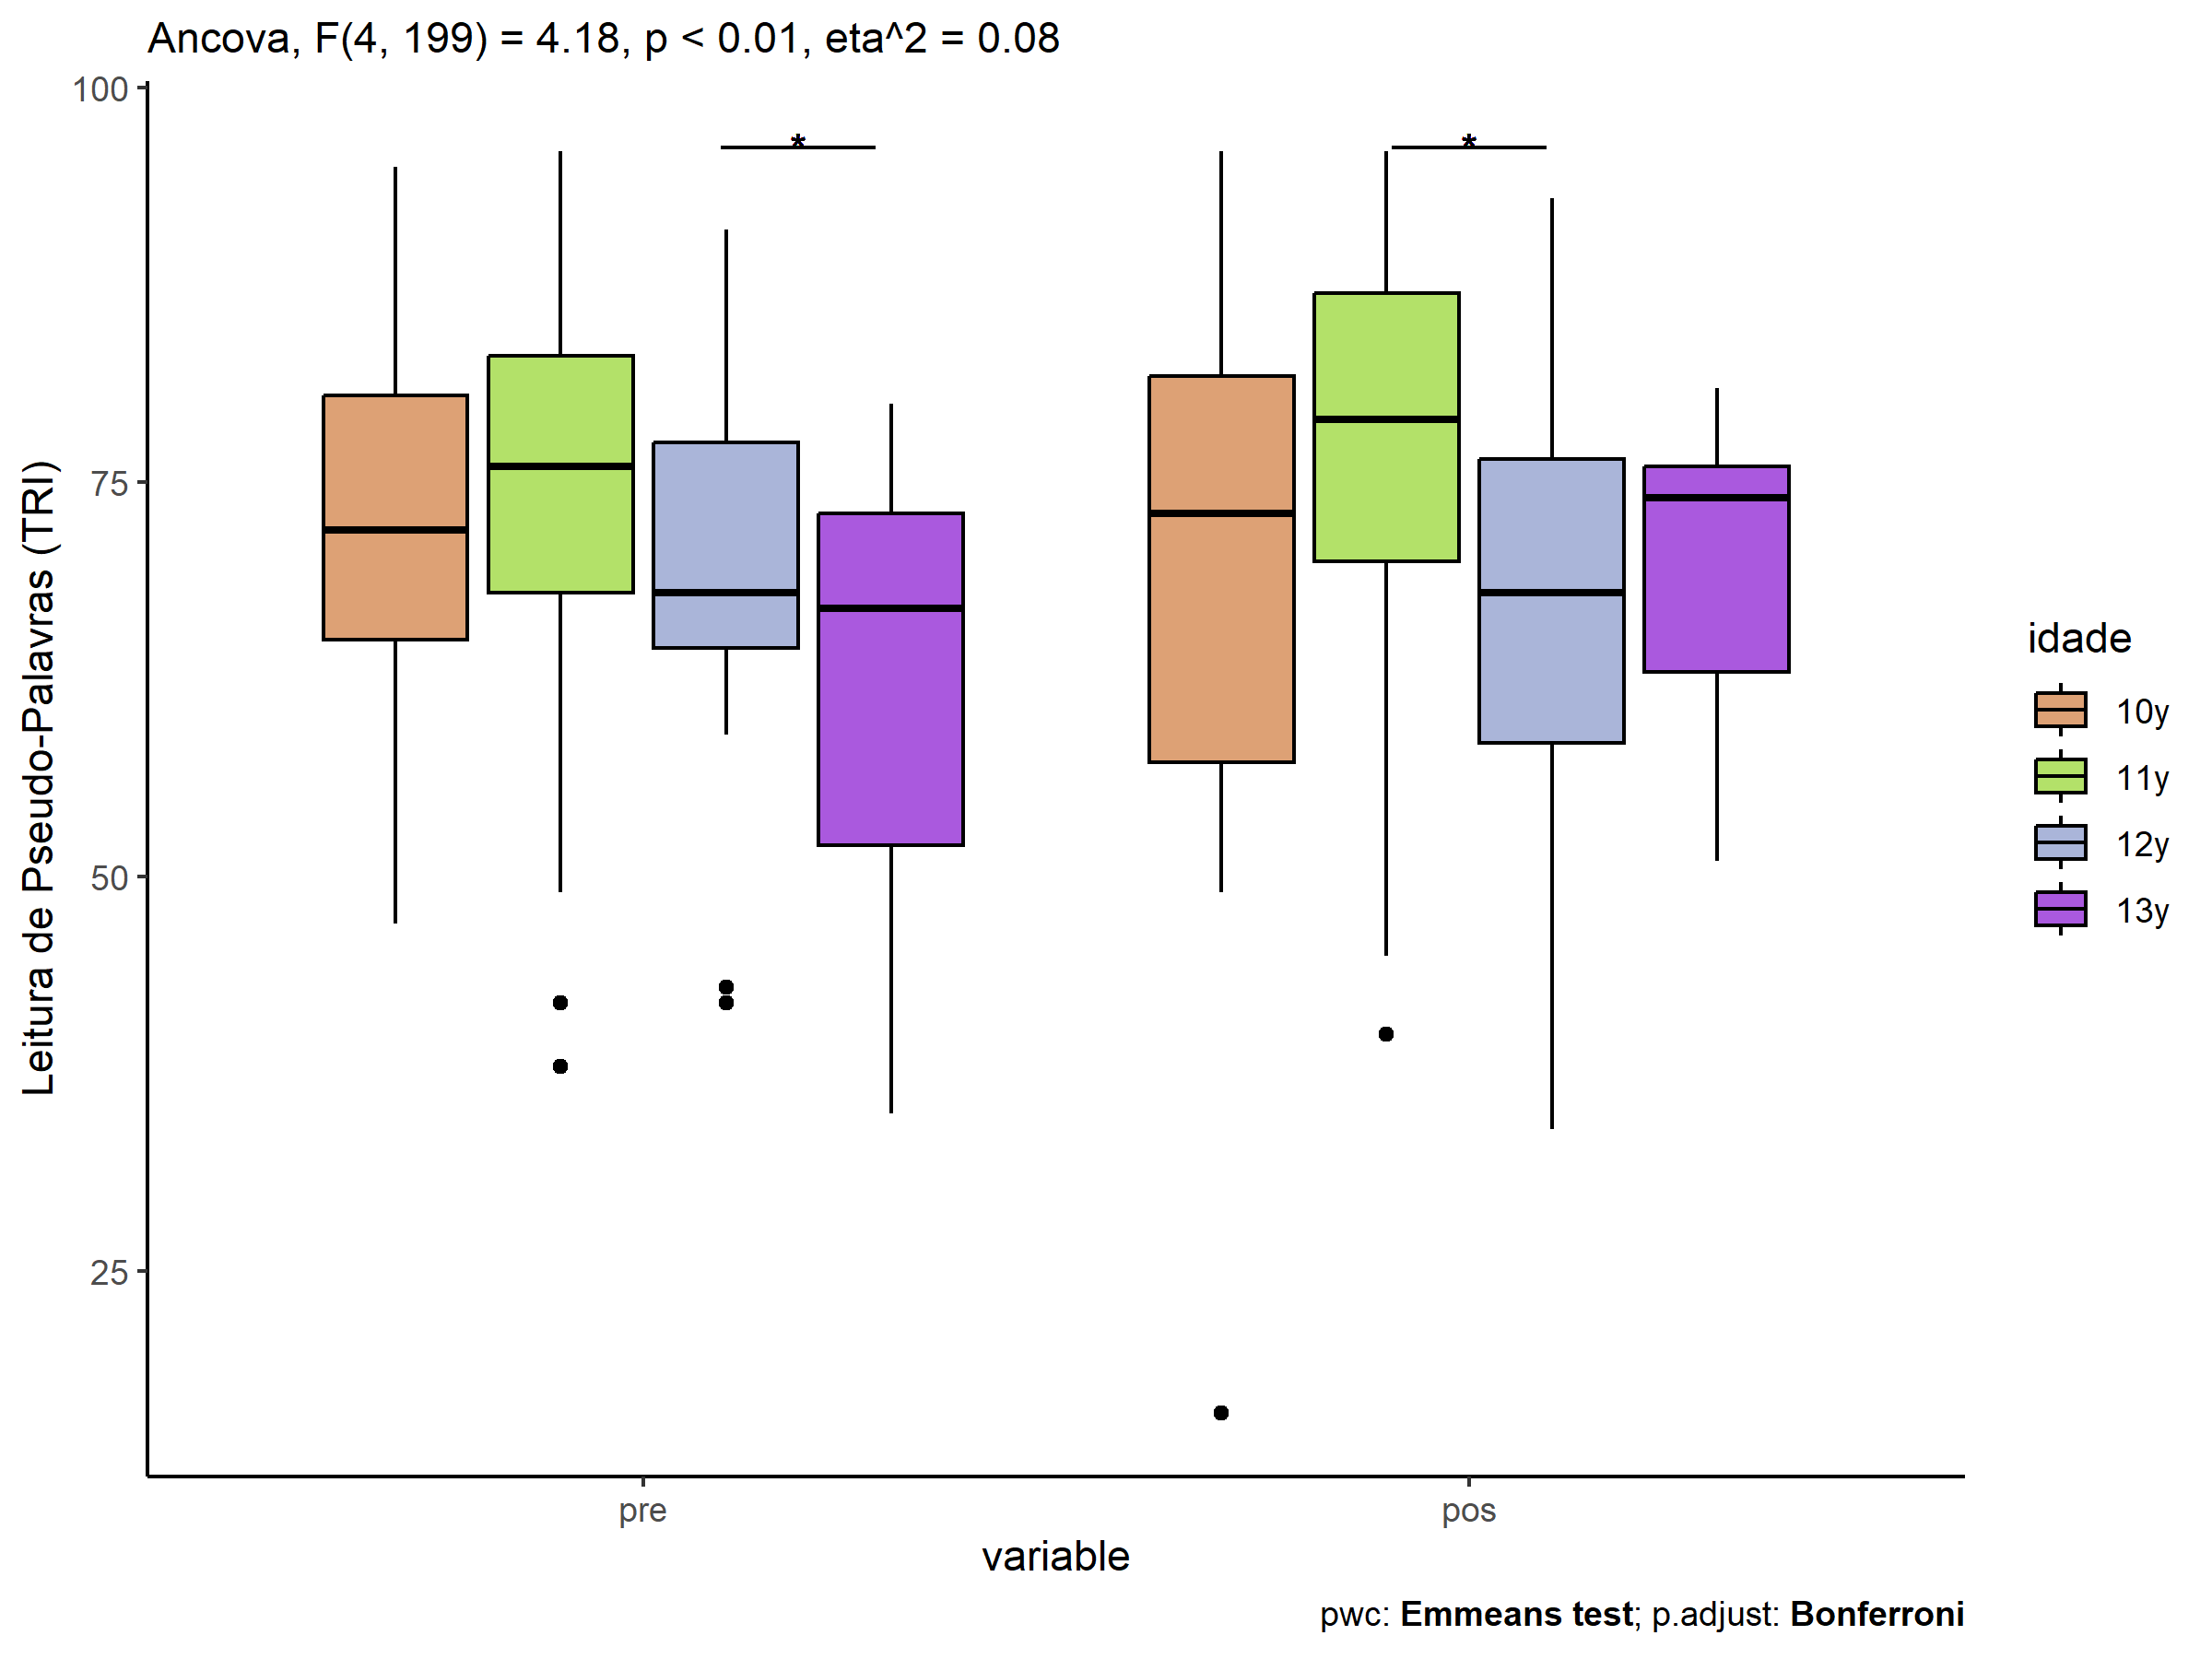 Ancova, F(4, 199) = 4.18, p < 0.01, eta^2 = 0.08
100
75
50
25
Leitura de Pseudo-Palavras (TRI)
*
*
pre
pos
variable
idade
10y
11y
12y
13y
pwc: Emmeans test; p.adjust: Bonferroni